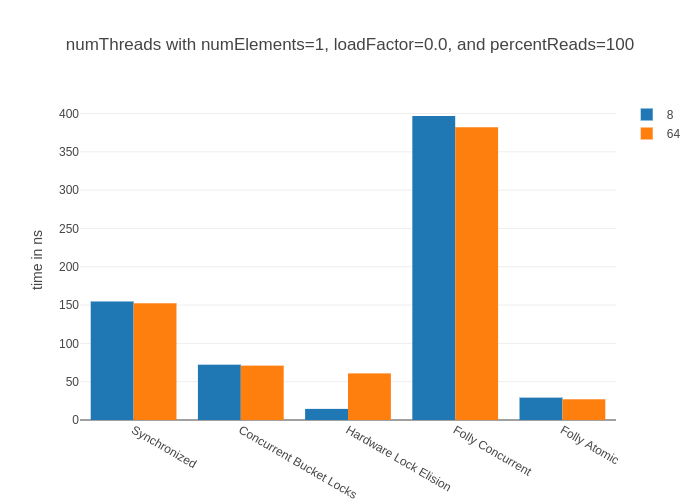 numThreads with numElements=1, loadFactor=0.0, and percentReads=100
8
64
time in ns
400
350
300
250
200
150
100
50
0
Synchronized
Concurrent Bucket Locks
Hardware Lock Elision
Folly Concurrent
Folly Atomic